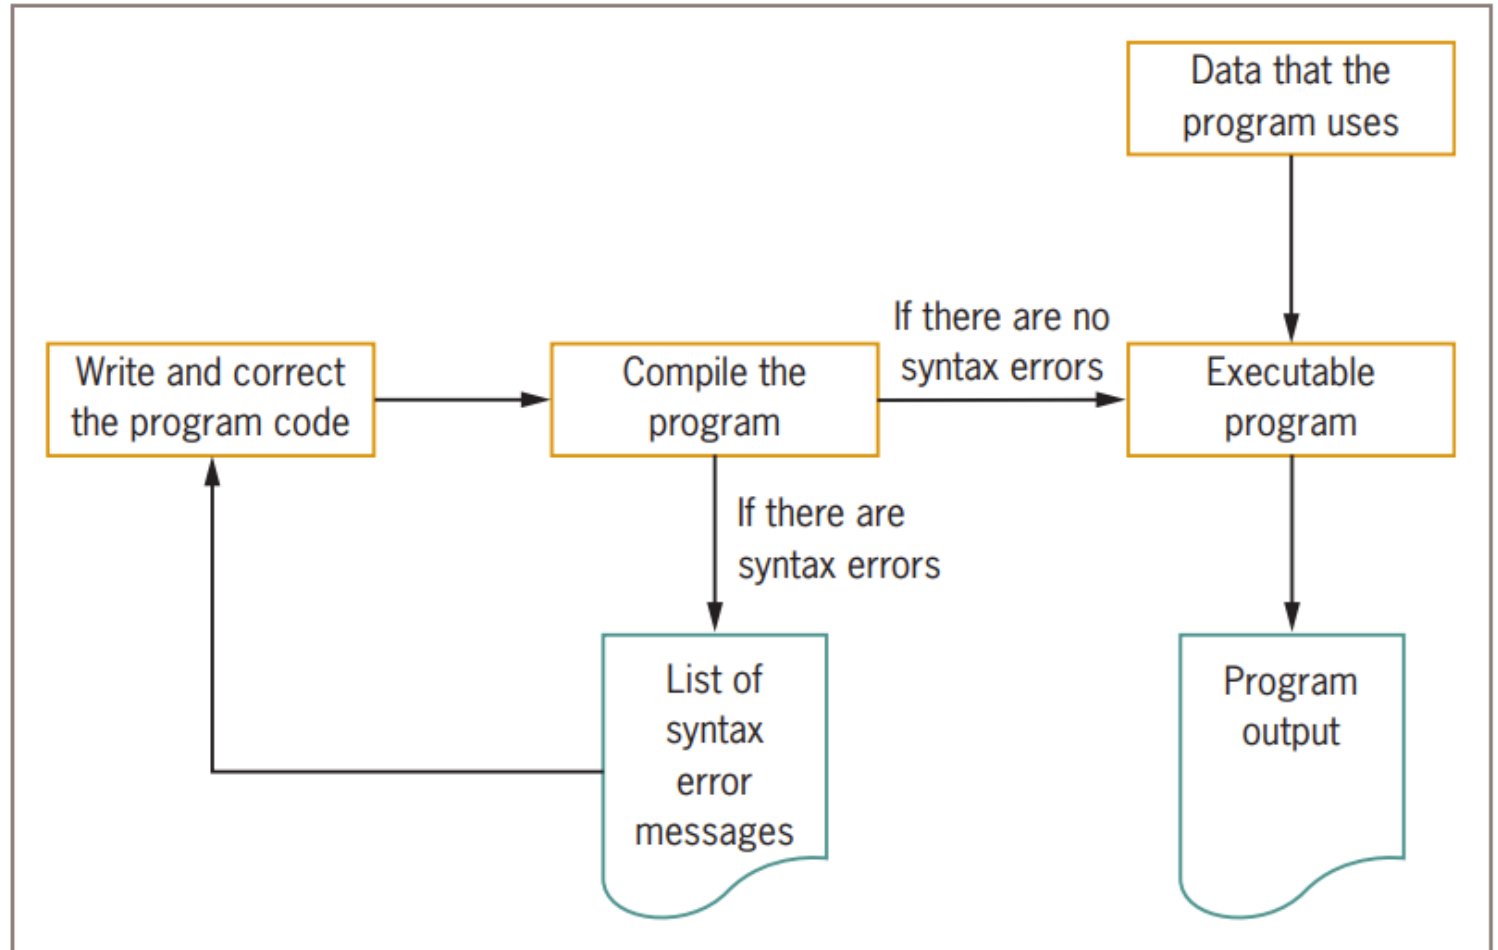 Data that the
program uses
If there are no
syntax errors
Write and correct
the program code
Compile the
program
Executable
program
If there are
syntax errors
List of
syntax
error
messages
Program
output